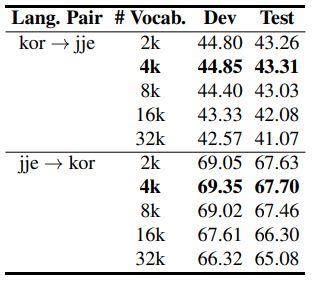 Lang. Pair # Vocab. Dev Test
kor → jje 2k 44.80 43.26
4k 44.85 43.31
8k 44.40 43.03
16k 43.33 42.08
32k 42.57 41.07
jje → kor 2k 69.05 67.63
4k 69.35 67.70
8k 69.02 67.46
16k 67.61 66.30
32k 66.32 65.08